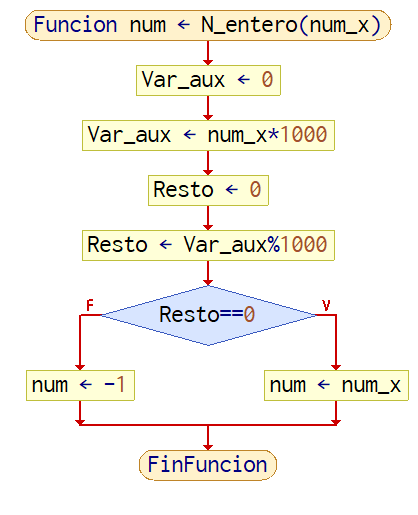 Funcion num ← N_entero(num_x)
Var_aux ← 0
Var_aux ← num_x*1000
Resto ← 0
Resto ← Var_aux%1000
F
V
Resto==0
num ← -1
num ← num_x
FinFuncion